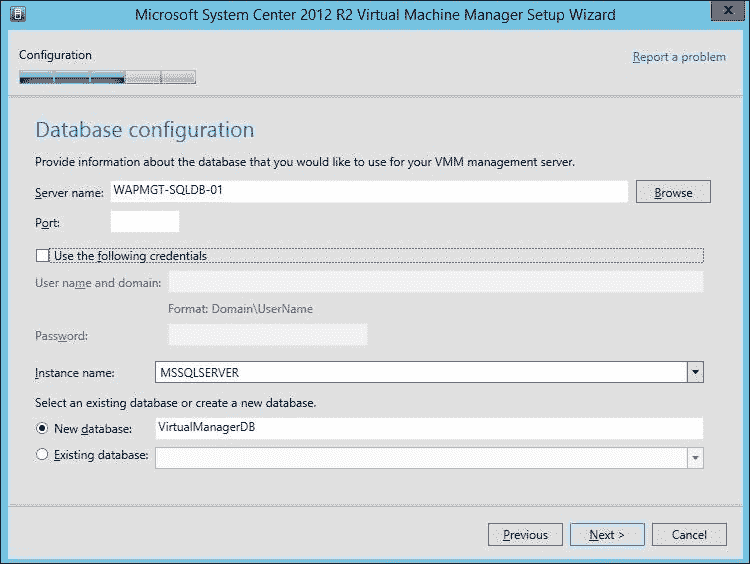 Microsoft System Center 2012 R2 Virtual Machine Manager Setup Wizard
x
Configuration
Report a problem
Database configuration
Provide information about the database that you would like to use for your VMM management server.
Server name: WAPMGT-SQLDB-01 Browse
Port:
Use the following credentials
User name and domain:
Format: Domain\UserName
Password:
Instance name: MSSQLSERVER
Select an existing database or create a new database.
New database: VirtualManagerDB
Existing database:
Previous Next > Cancel